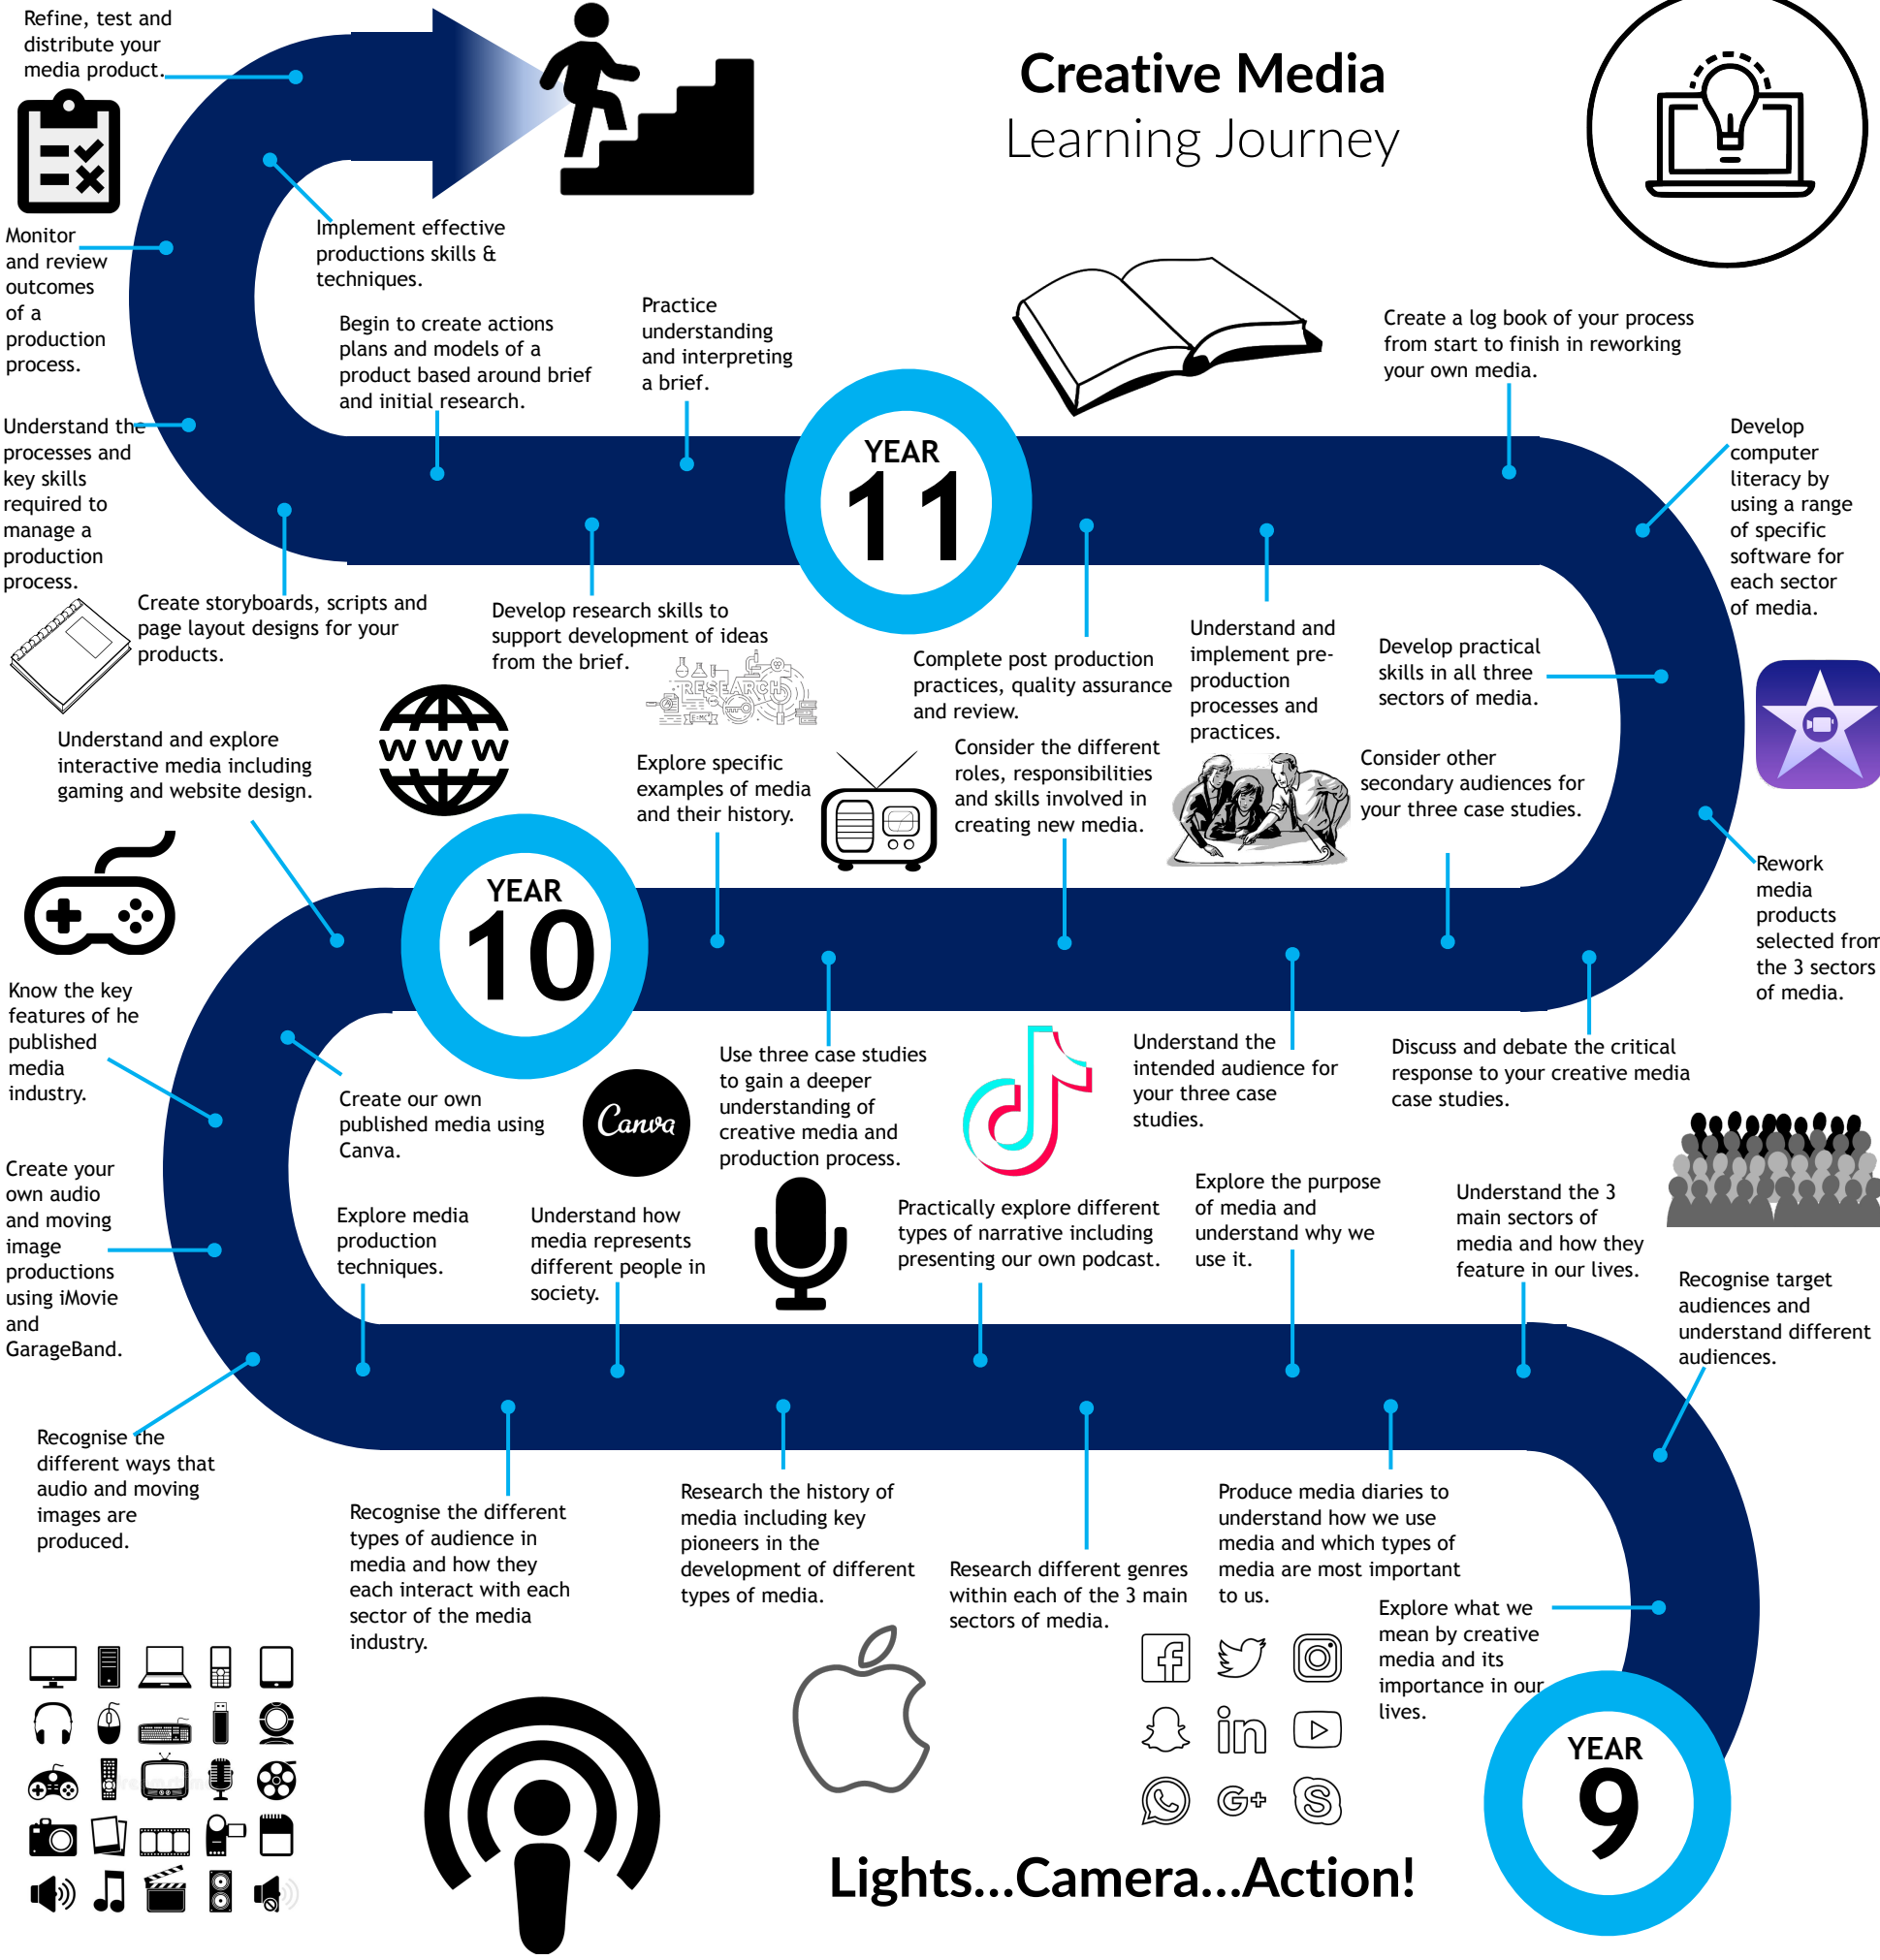 Refine, test and
distribute your
media product.
Creative Media
Learning Journey
Monitor
and review
outcomes
of a
production
process.
Implement effective
productions skills &
techniques.
Begin to create actions
plans and models of a
product based around brief
and initial research.
Practice
understanding
and interpreting
a brief.
Create a log book of your process
from start to finish in reworking
your own media.
Understand the
processes and
key skills
required to
manage a
production
process.
YEAR
11
Develop
computer
literacy by
using a range
of specific
software for
each sector
of media.
Create storyboards, scripts and
page layout designs for your
products.
Develop research skills to
support development of ideas
from the brief.
RESEARCH
E=MC²
Complete post production
practices, quality assurance
and review.
Understand and
implement pre-
production
processes and
practices.
Develop practical
skills in all three
sectors of media.
Understand and explore
interactive media including
gaming and website design.
WWW
Explore specific
examples of media
and their history.
Consider the different
roles, responsibilities
and skills involved in
creating new media.
Consider other
secondary audiences for
your three case studies.
Rework
media
products
selected from
the 3 sectors
of media.
YEAR
10
Know the key
features of he
published
media
industry.
Create our own
published media using
Canva.
Canva
Use three case studies
to gain a deeper
understanding of
creative media and
production process.
Understand the
intended audience for
your three case
studies.
Discuss and debate the critical
response to your creative media
case studies.
Create your
own audio
and moving
image
productions
using iMovie
and
GarageBand.
Explore media
production
techniques.
Understand how
media represents
different people in
society.
Practically explore different
types of narrative including
presenting our own podcast.
Explore the purpose
of media and
understand why we
use it.
Understand the 3
main sectors of
media and how they
feature in our lives.
Recognise target
audiences and
understand different
audiences.
Recognise the
different ways that
audio and moving
images are
produced.
Recognise the different
types of audience in
media and how they
each interact with each
sector of the media
industry.
Research the history of
media including key
pioneers in the
development of different
types of media.
Research different genres
within each of the 3 main
sectors of media.
Produce media diaries to
understand how we use
media and which types of
media are most important
to us.
Explore what we
mean by creative
media and its
importance in our
lives.
f
in
G+
S
YEAR
9
Lights...Camera...Action!